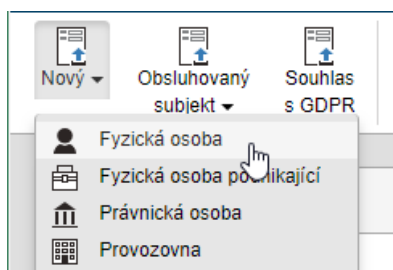 Nový
Obsluhovaný
subjekt
Souhlas
s GDPR
Fyzická osoba
Fyzická osoba podnikající
Právnická osoba
Provozovna